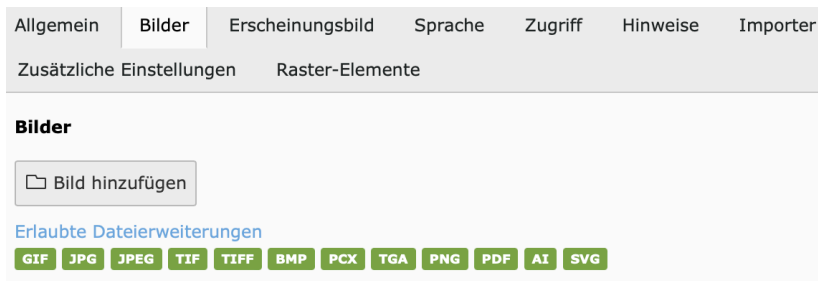 Allgemein Bilder Erscheinungsbild Sprache Zugriff Hinweise Importer
Zusätzliche Einstellungen Raster-Elemente
Bilder
Bild hinzufügen
Erlaubte Dateierweiterungen
GIF JPG JPEG TIF TIFF BMP PCX TGA PNG PDF AI SVG